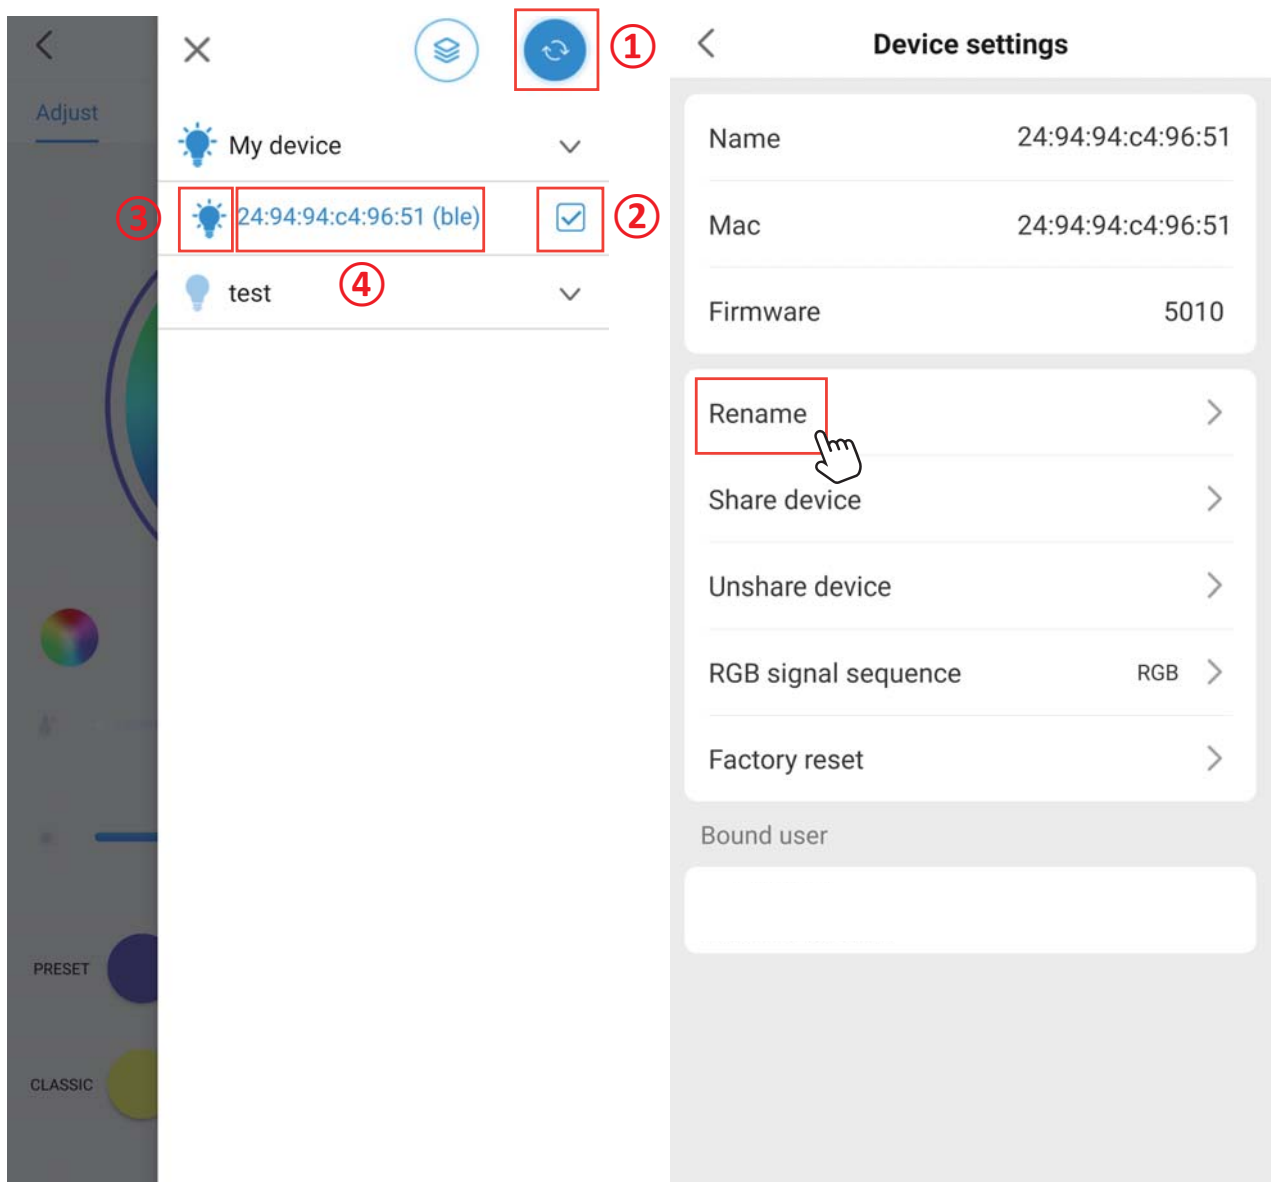 Adjust
①
My device
③
24:94:94:c4:96:51 (ble)
②
test
④
PRESET
CLASSIC
Device settings
Name 24:94:94:c4:96:51
Mac 24:94:94:c4:96:51
Firmware 5010
Rename
Share device
Unshare device
RGB signal sequence RGB
Factory reset
Bound user